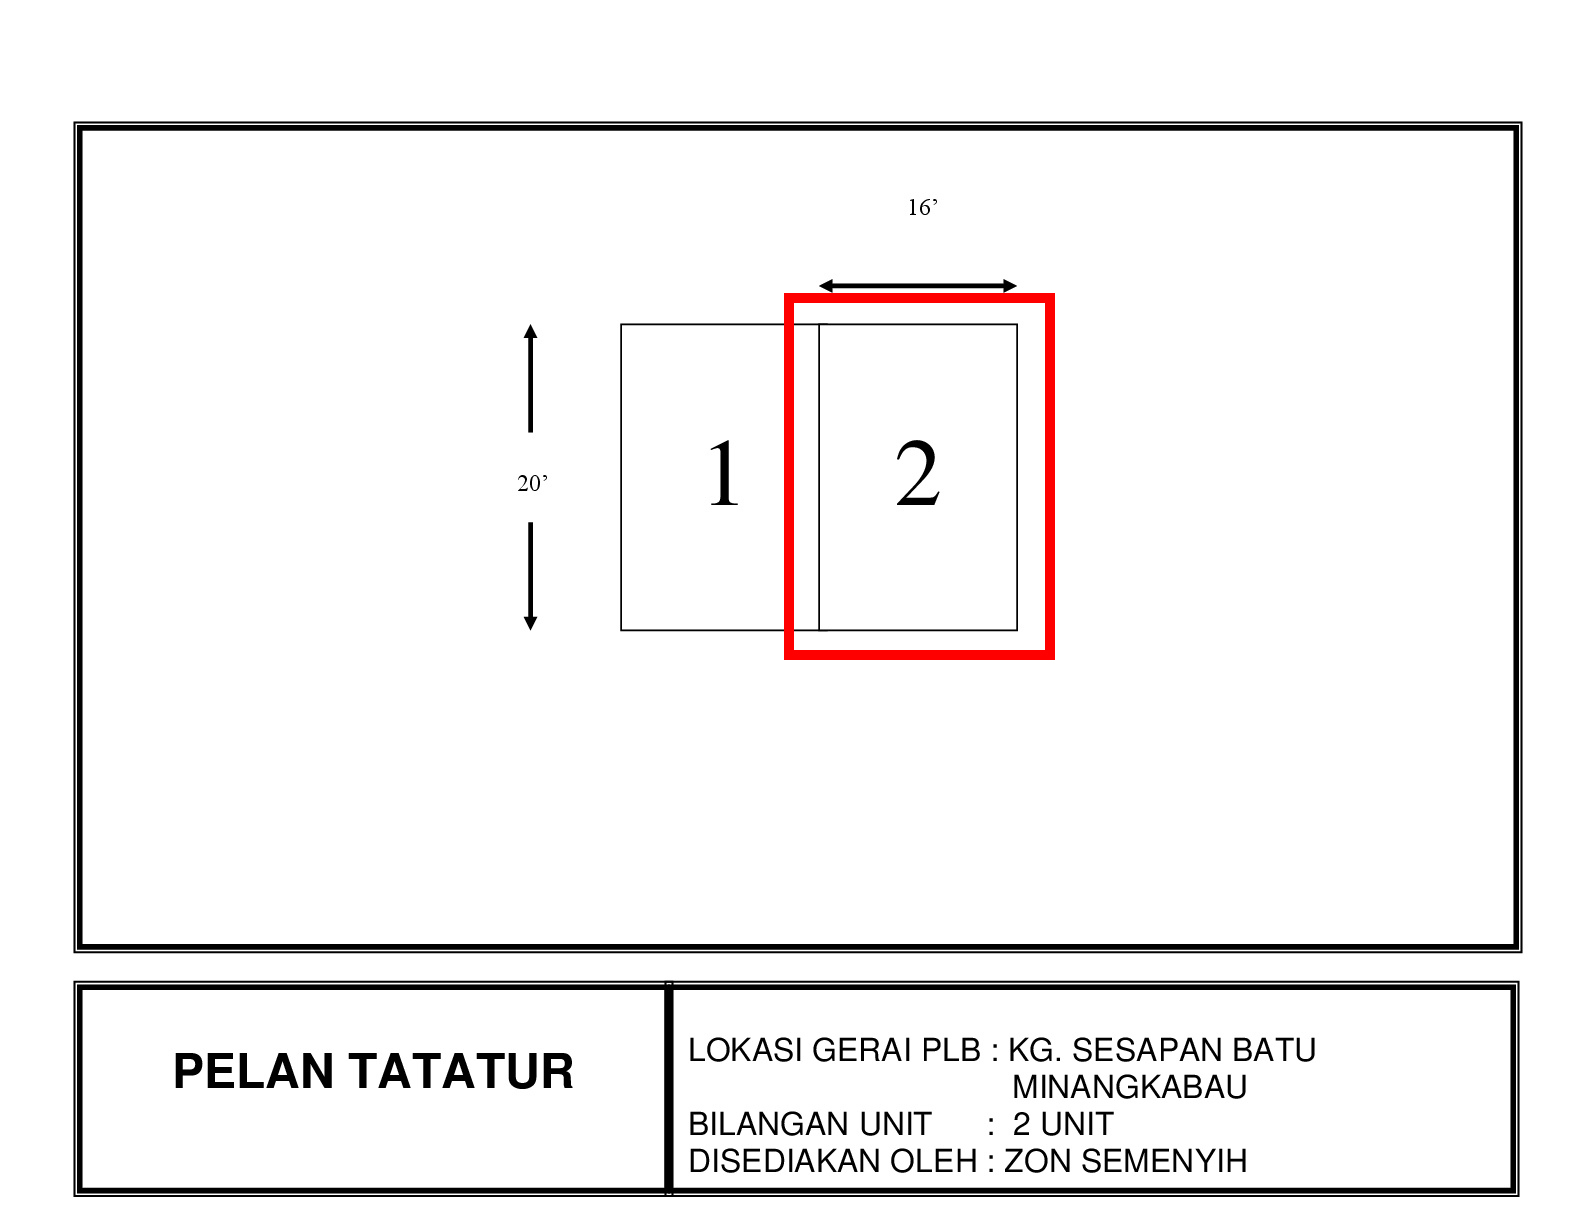 16’
20’
1
2
PELAN TATATUR
LOKASI GERAI PLB : KG. SESAPAN BATU
MINANGKABAU
BILANGAN UNIT : 2 UNIT
DISEDIAKAN OLEH : ZON SEMENYIH